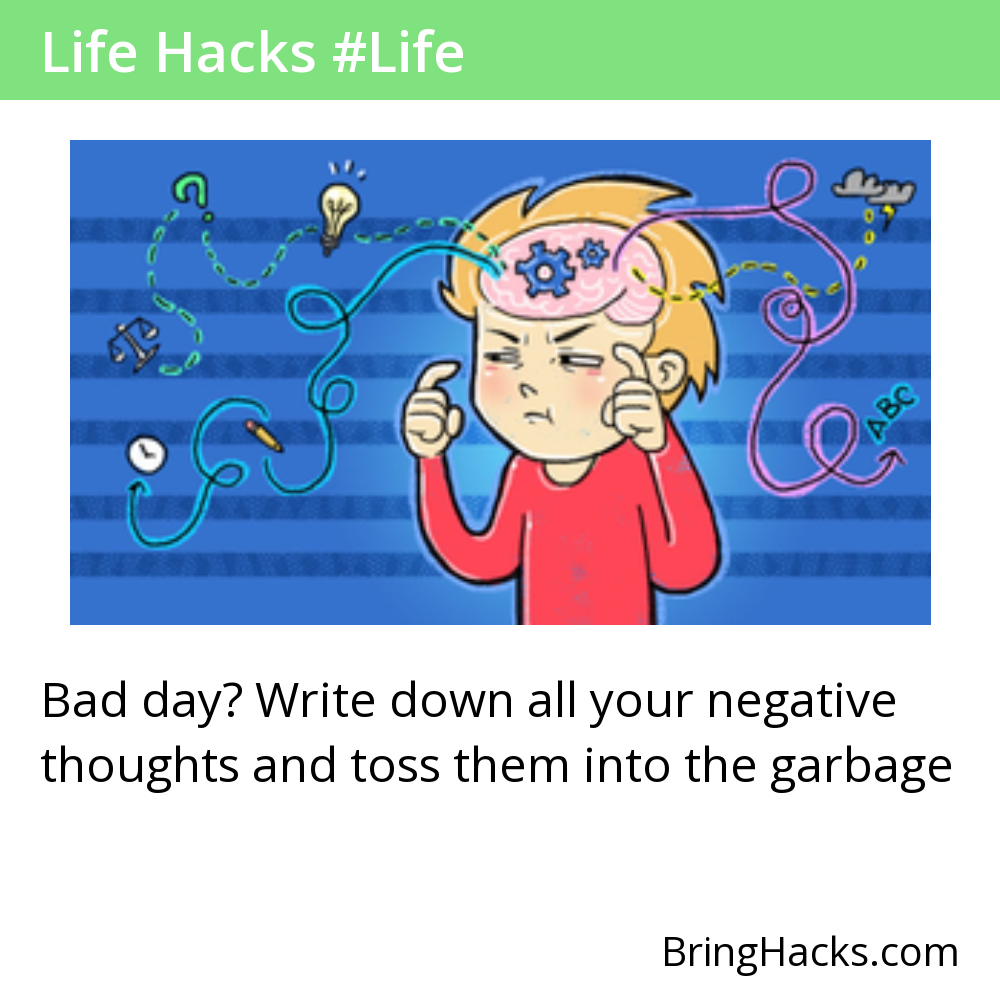 Life Hacks #Life
?
ABC
Bad day? Write down all your negative
thoughts and toss them into the garbage
BringHacks.com